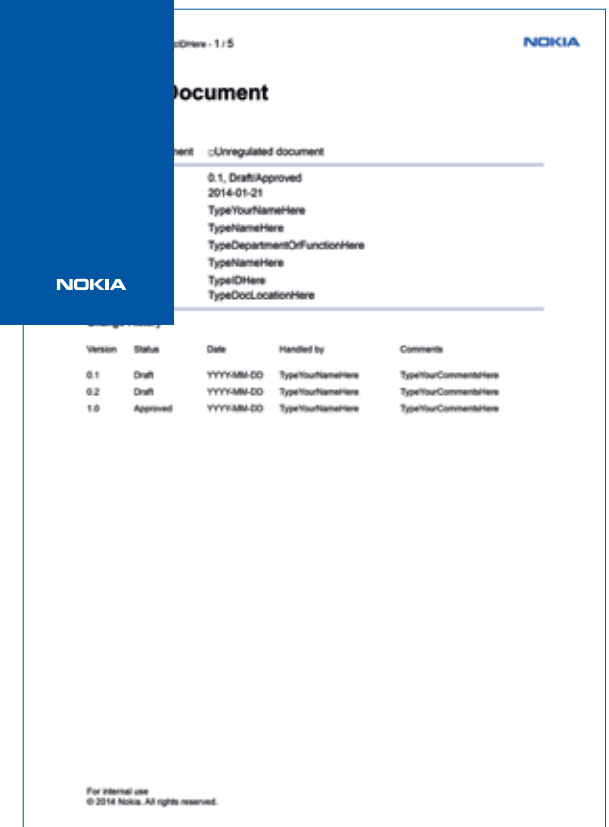 - 1 / 5
NOKIA
Document
□Unregulated document
0.1, Draft/Approved
2014-01-21
TypeYourNameHere
TypeNameHere
TypeDepartmentOrFunctionHere
TypeNameHere
TypeIDHere
TypeDocLocationHere
NOKIA
Version Status Date Handled by Comments
0.1 Draft YYYY-MM-DD TypeYourNameHere TypeYourCommentsHere
0.2 Draft YYYY-MM-DD TypeYourNameHere TypeYourCommentsHere
1.0 Approved YYYY-MM-DD TypeYourNameHere TypeYourCommentsHere
For internal use
© 2014 Nokia. All rights reserved.